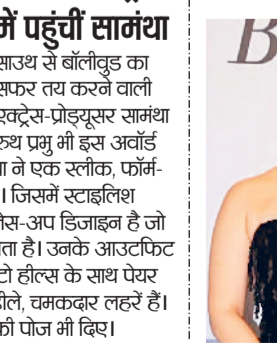 में पहुंचीं सामंथा
साउथ से बॉलीवुड का
सफर तय करने वाली
एक्ट्रेस-प्रोड्यूसर सामंथा
रुथ प्रभु भी इस अवॉर्ड
ने एक स्लीक, फॉर्म-
। जिसमें स्टाइलिश
लेस-अप डिजाइन है जो
है। उनके आउटफिट
हील्स के साथ पेयर
चमकदार लहरें हैं।
की पोज भी दिए।
B